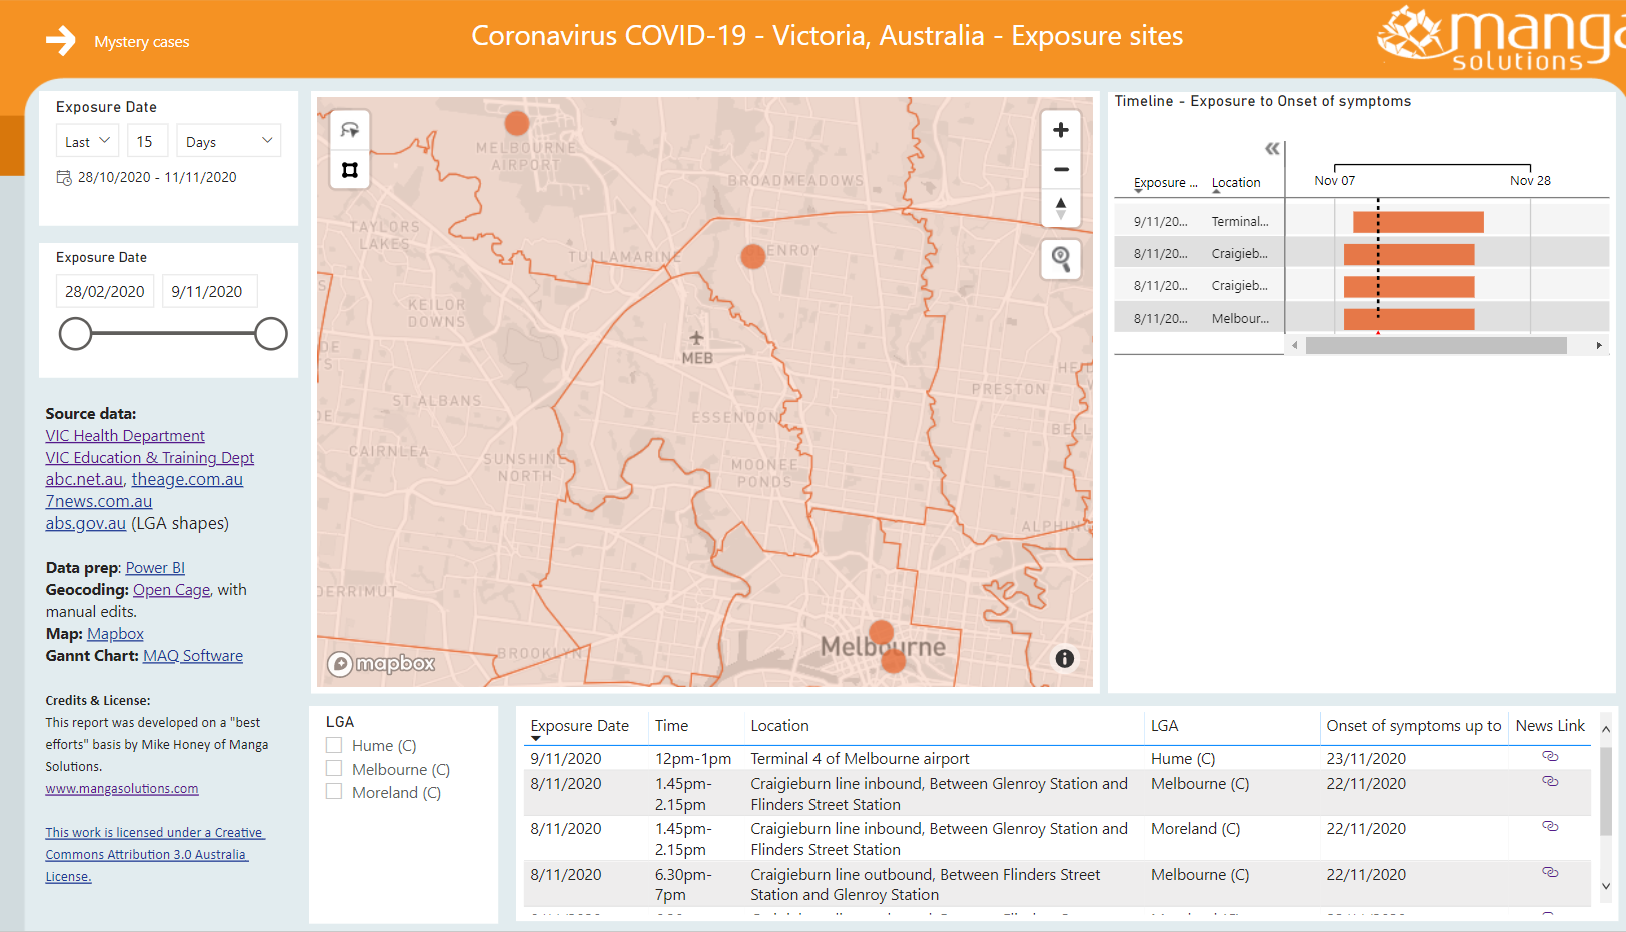 Mystery cases
Coronavirus COVID-19 - Victoria, Australia - Exposure sites
manga
solutions
Exposure Date
Last
15
Days
28/10/2020 - 11/11/2020
Exposure Date
28/02/2020
9/11/2020
Source data:
VIC Health Department
VIC Education & Training Dept
abc.net.au, theage.com.au
7news.com.au
abs.gov.au (LGA shapes)
Data prep: Power BI
Geocoding: Open Cage, with
manual edits.
Map: Mapbox
Gannt Chart: MAQ Software
Credits & License:
This report was developed on a "best
efforts" basis by Mike Honey of Manga
Solutions.
www.mangasolutions.com
This work is licensed under a Creative
Commons Attribution 3.0 Australia
License.
MELBOURNE
AIRPORT
BROADMEADOWS
TAYLORS
LAKES
TULLAMARINE
ENROY
KEILOR
DOWNS
MEB
PRESTON
ST ALBANS
ESSENDON
CAIRNLEA
SUNSHINE
NORTH
MOONEE
PONDS
BELL
ALPHING
DERRIMUT
BROOKLYN
Melbourne
mapbox
Timeline - Exposure to Onset of symptoms
Nov 07
Nov 28
Exposure ...
Location
9/11/20...
Terminal...
8/11/20...
Craigieb...
8/11/20...
Craigieb...
8/11/20...
Melbour...
LGA
Hume (C)
Melbourne (C)
Moreland (C)
Exposure Date Time Location LGA Onset of symptoms up to News Link
9/11/2020 12pm-1pm Terminal 4 of Melbourne airport Hume (C) 23/11/2020
8/11/2020 1.45pm- Craigieburn line inbound, Between Glenroy Station and Melbourne (C) 22/11/2020
2.15pm Flinders Street Station
8/11/2020 1.45pm- Craigieburn line inbound, Between Glenroy Station and Moreland (C) 22/11/2020
2.15pm Flinders Street Station
8/11/2020 6.30pm- Craigieburn line outbound, Between Flinders Street Melbourne (C) 22/11/2020
7pm Station and Glenroy Station